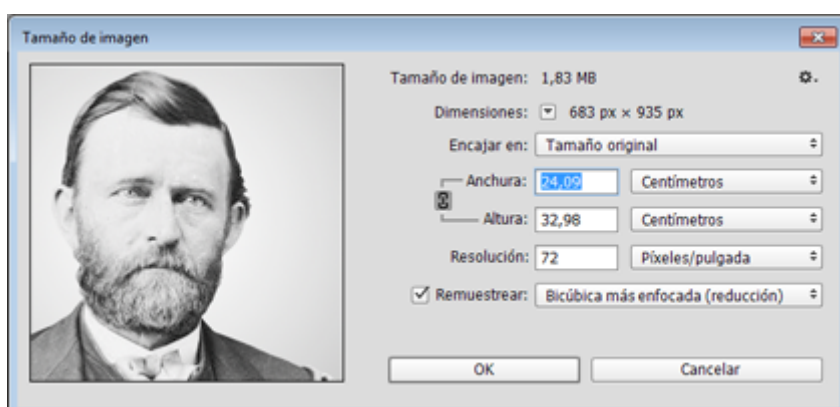 Tamaño de imagen
Tamaño de imagen: 1,83 MB
Dimensiones: 683 px × 935 px
Encajar en: Tamaño original
Anchura: 24,09 Centímetros
Altura: 32,98 Centímetros
Resolución: 72 Píxeles/pulgada
Remuestrear: Bicúbica más enfocada (reducción)
OK Cancelar